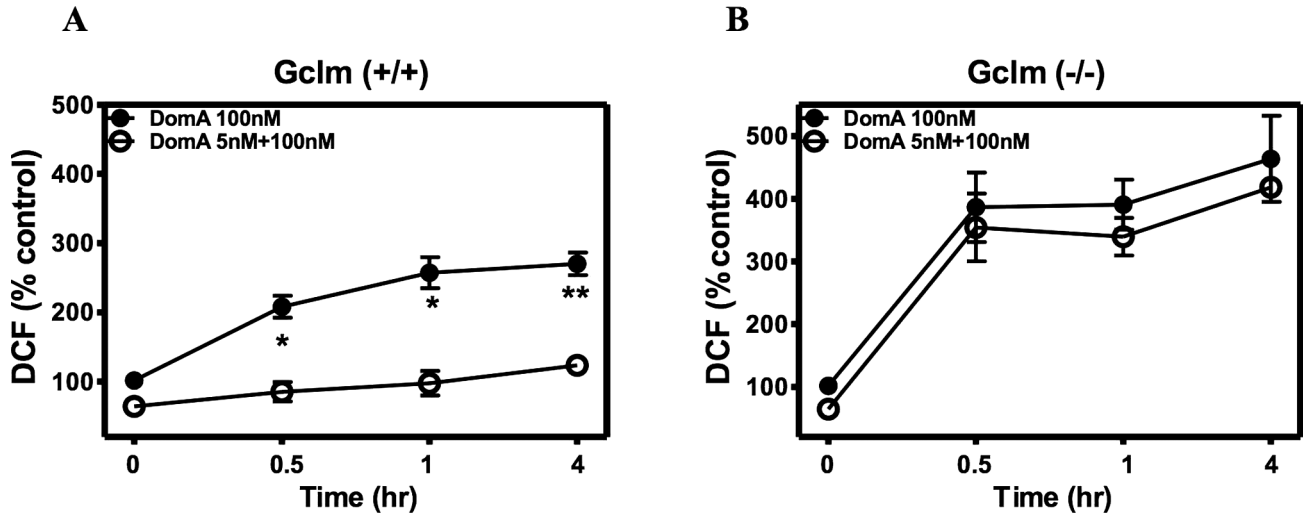 A
Gclm (+/+)
500
400
300
200
100
DCF (% control)
DomA 100nM
DomA 5nM+100nM
*
*
**
0 0.5 1 4
Time (hr)
B
Gclm (-/-)
500
400
300
200
100
DCF (% control)
DomA 100nM
DomA 5nM+100nM
0 0.5 1 4
Time (hr)